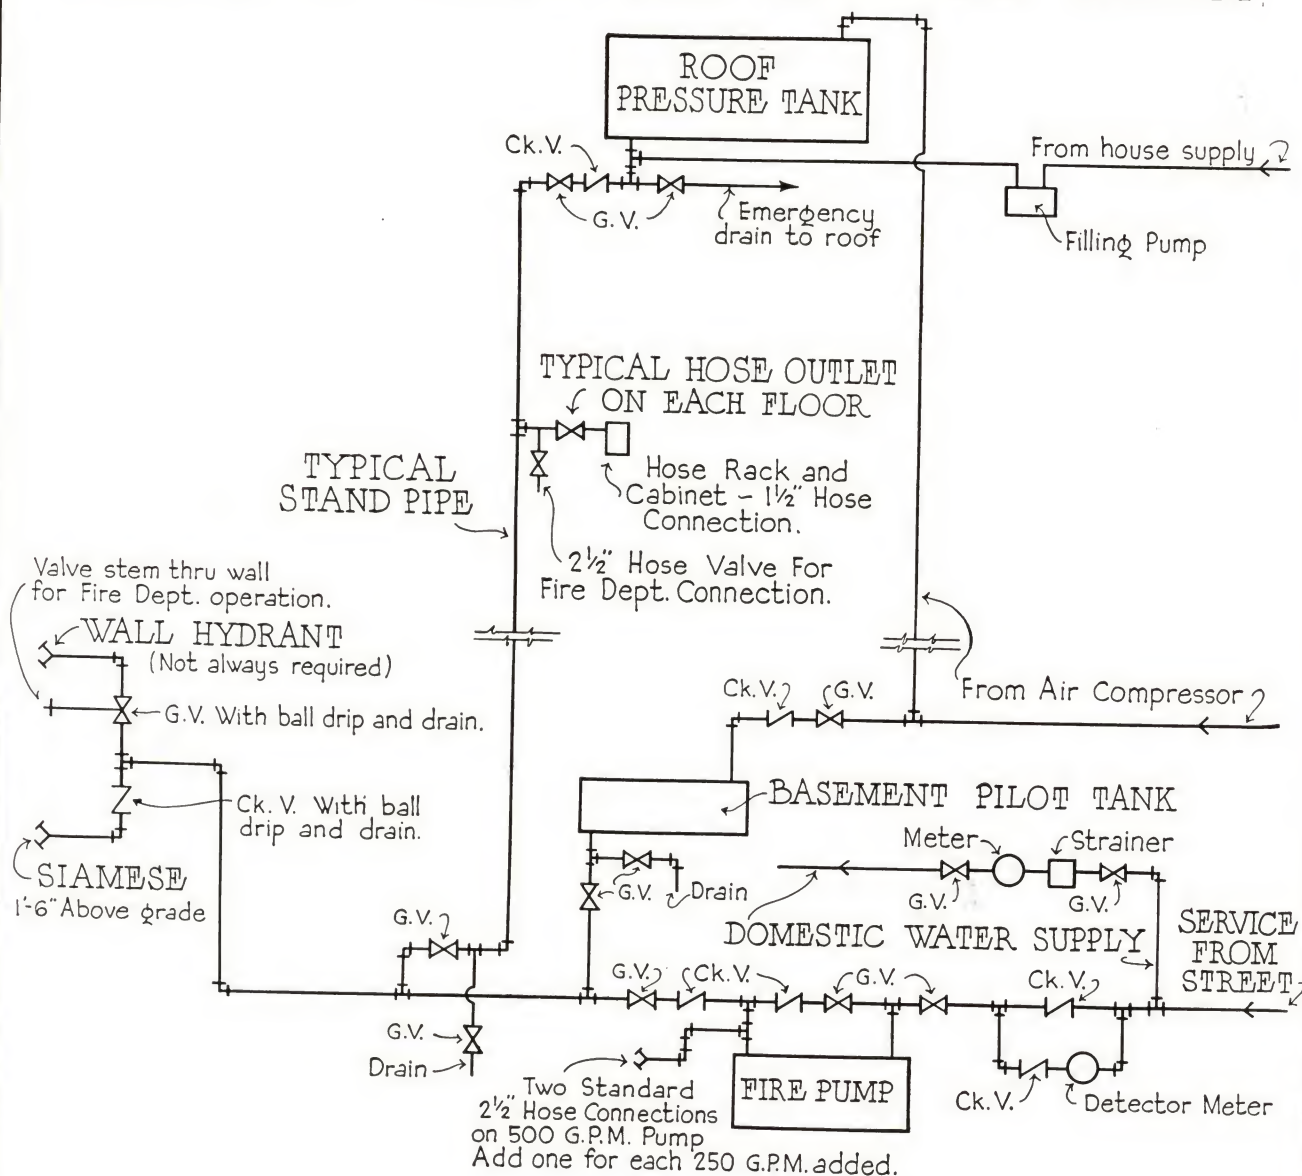 ROOF
PRESSURE TANK
Ck.V.
From house supply
G.V.
Emergency
drain to roof
Filling Pump
TYPICAL HOSE OUTLET
ON EACH FLOOR
TYPICAL
STAND PIPE
Hose Rack and
Cabinet - 1½" Hose
Connection.
2½" Hose Valve For
Fire Dept. Connection.
Valve stem thru wall
for Fire Dept. operation.
WALL HYDRANT
(Not always required)
G.V. With ball drip and drain.
Ck.V.
G.V.
From Air Compressor
BASEMENT PILOT TANK
Ck. V. With ball
drip and drain.
SIAMESE
1'-6" Above grade
Meter
Strainer
G.V.
Drain
G.V.
G.V.
G.V.
DOMESTIC WATER SUPPLY
SERVICE
FROM
STREET
G.V.
Ck.V.
G.V.
Ck.V.
G.V.
Drain
FIRE PUMP
Two Standard
2½" Hose Connections
on 500 G.P.M. Pump
Add one for each 250 G.P.M. added.
Ck.V.
Detector Meter